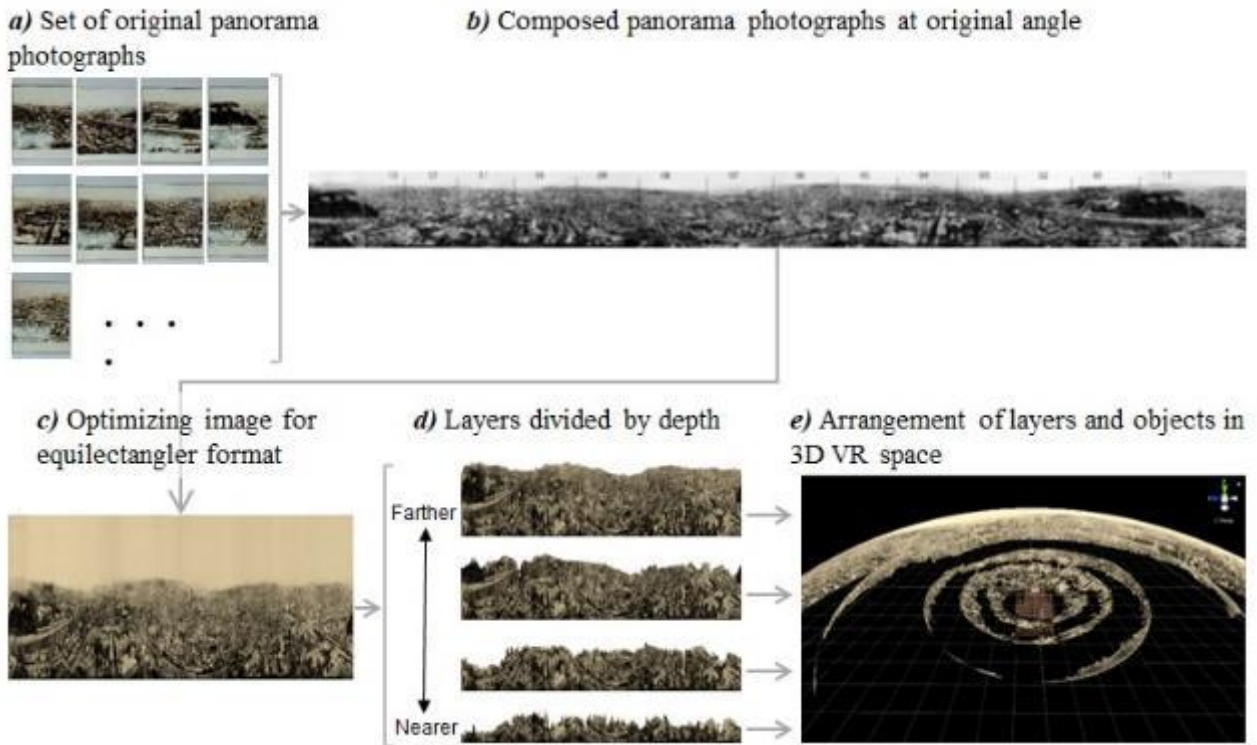 a) Set of original panorama
photographs
b) Composed panorama photographs at original angle
c) Optimizing image for
equilectangler format
d) Layers divided by depth
Farther
Nearer
e) Arrangement of layers and objects in
3D VR space